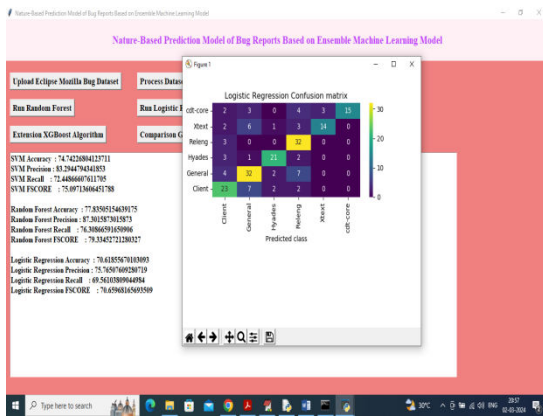 Nature-Based Prediction Model of Bug Reports Based on Ensemble Machine Learning Model
Nature-Based Prediction Model of Bug Reports Based on Ensemble Machine Learning Model
Upload Eclipse Mozilla Bug Dataset
Process Datas
Run Random Forest
Run Logistic R
Extension XGBoost Algorithm
Comparison G
SVM Accuracy : 74.74226804123711
SVM Precision : 83.2944794341853
SVM Recall : 72.44866607611705
SVM FSCORE : 75.09713606451788
Random Forest Accuracy : 77.83505154639175
Random Forest Precision : 87.3015873015873
Random Forest Recall : 76.30866591650906
Random Forest FSCORE : 79.33452721280327
Logistic Regression Accuracy : 70.61855670103093
Logistic Regression Precision : 75.76507609280719
Logistic Regression Recall : 69.56103809044984
Logistic Regression FSCORE : 70.65968165693509
Figure 1
Logistic Regression Confusion matrix
cdt-core 2 3 0 4 3 15
Xtext 2 6 1 3 14 0
Releng 3 0 0 32 0 0
Hyades 3 1 21 2 0 0
General 4 32 2 7 0 0
Client 23 7 2 2 0 0
Client
General
Hyades
Releng
Xtext
cdt-core
Predicted class
30
20
10
0
Type here to search
30°C
ENG
20:57
02-03-2024